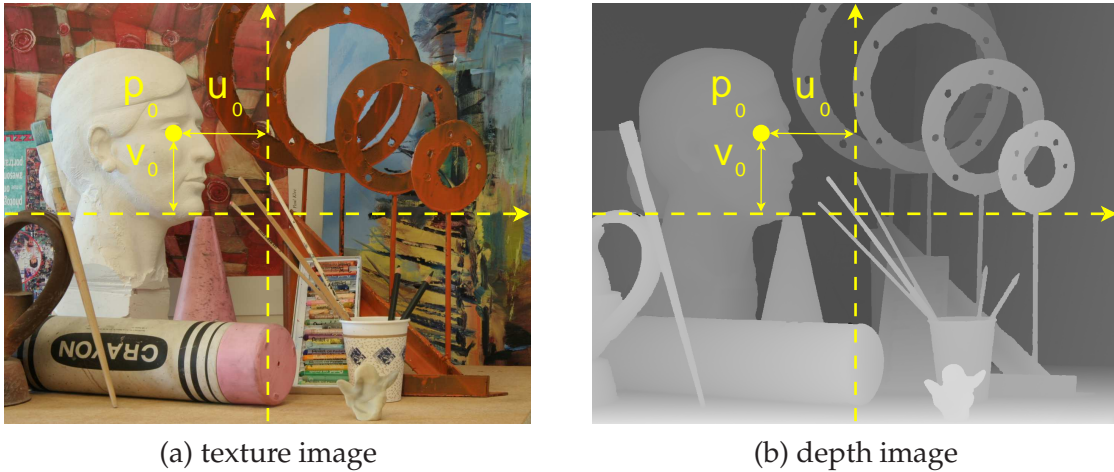 p₀ u₀
v₀
CRAYON
p₀ u₀
v₀
(a) texture image
(b) depth image